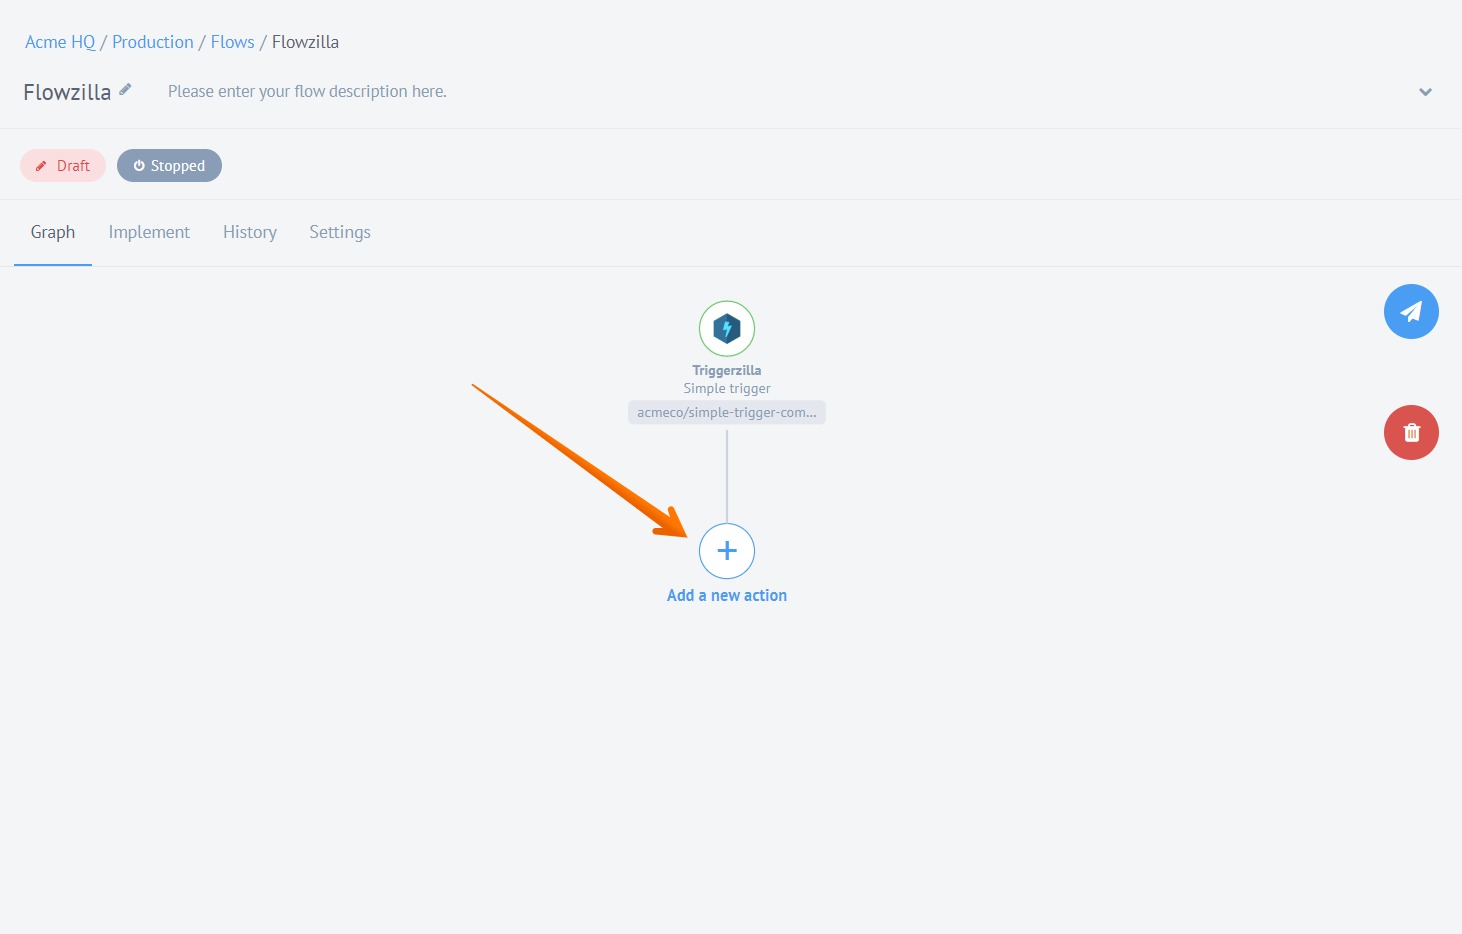 Acme HQ / Production / Flows / Flowzilla
Flowzilla Please enter your flow description here.
Draft Stopped
Graph Implement History Settings
Triggerzilla
Simple trigger
acmeco/simple-trigger-com...
Add a new action